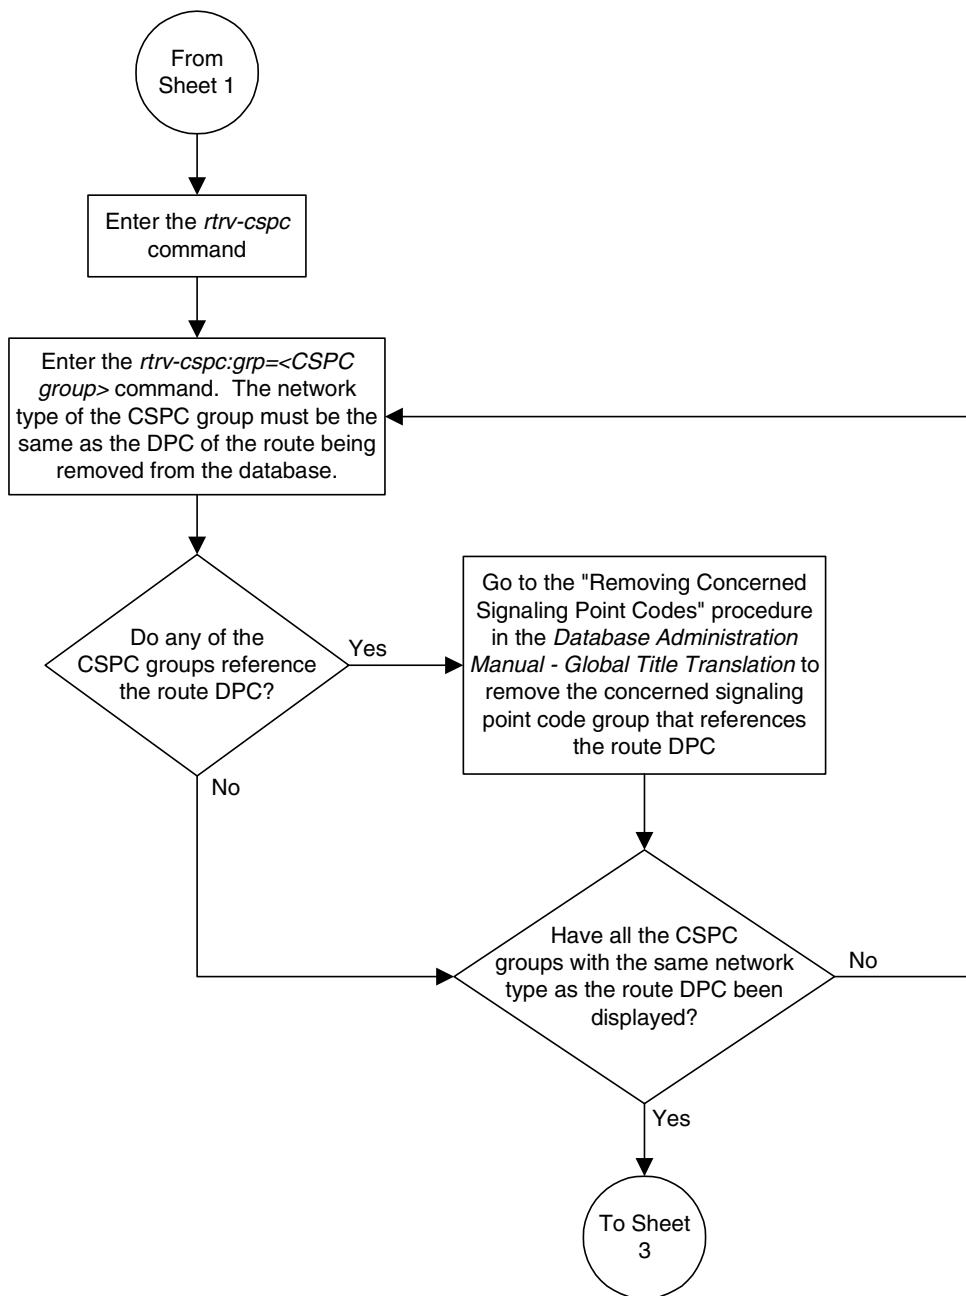 From
Sheet 1
Enter the rtrv-cspc
command
Enter the rtrv-cspc:grp=<CSPC
group> command. The network
type of the CSPC group must be the
same as the DPC of the route being
removed from the database.
Do any of the
CSPC groups reference
the route DPC?
Yes
No
Go to the "Removing Concerned
Signaling Point Codes" procedure
in the Database Administration
Manual - Global Title Translation to
remove the concerned signaling
point code group that references
the route DPC
Have all the CSPC
groups with the same network
type as the route DPC been
displayed?
No
Yes
To Sheet
3